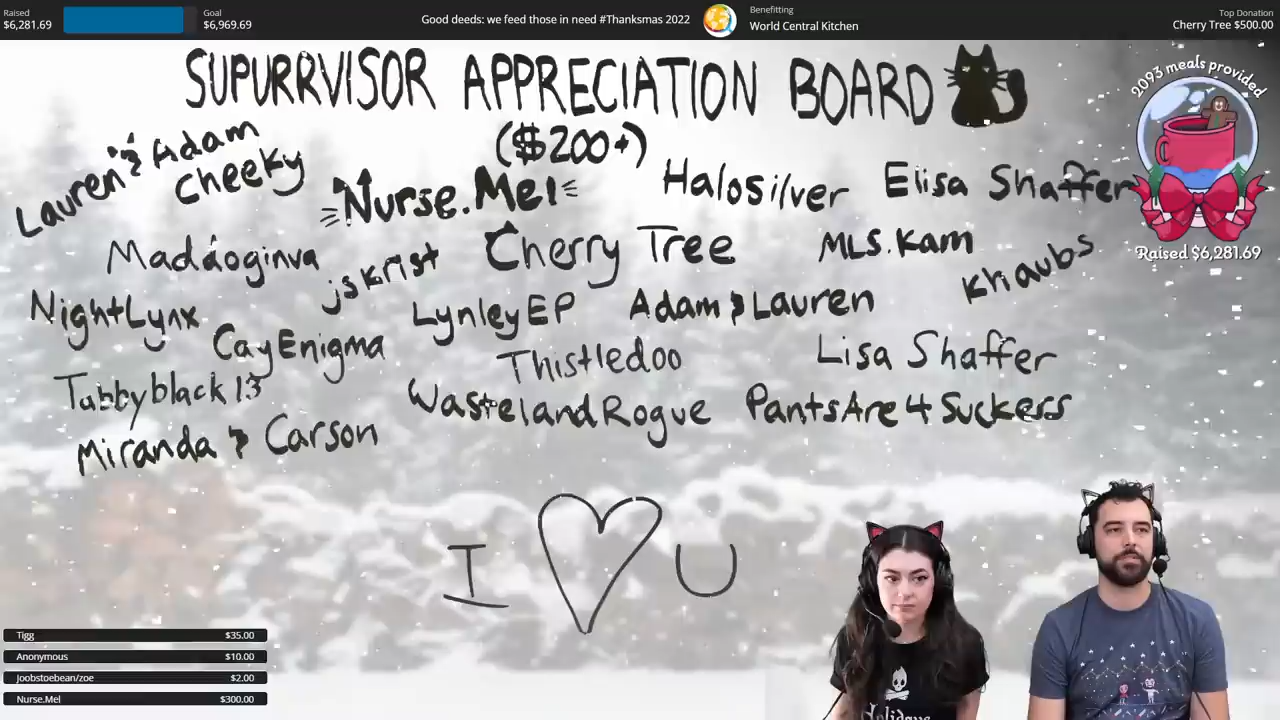 Raised
$6,281.69
Goal
$6,969.69
Good deeds: we feed those in need #Thanksmas 2022
Benefitting
World Central Kitchen
Top Donation
Cherry Tree $500.00
SUPURRVISOR APPRECIATION BOARD
($200+)
2093 meals provided
Raised $6,281.69
Lauren & Adam
Cheeky
Nurse.Mel
Halosilver
Elisa Shaffer
Madáoginva
jskrist
Cherry Tree
MLS.Kam
Khaubs
NightLynx
CayEnigma
LynleyEP
Adam & Lauren
Thistledoo
Lisa Shaffer
Tabbyblack13
WastelandRogue
PantsAre4Suckers
Miranda & Carson
I ♡ U
Tigg $35.00
Anonymous $10.00
Joobstoebean/zoe $2.00
Nurse.Mel $300.00
Holidays